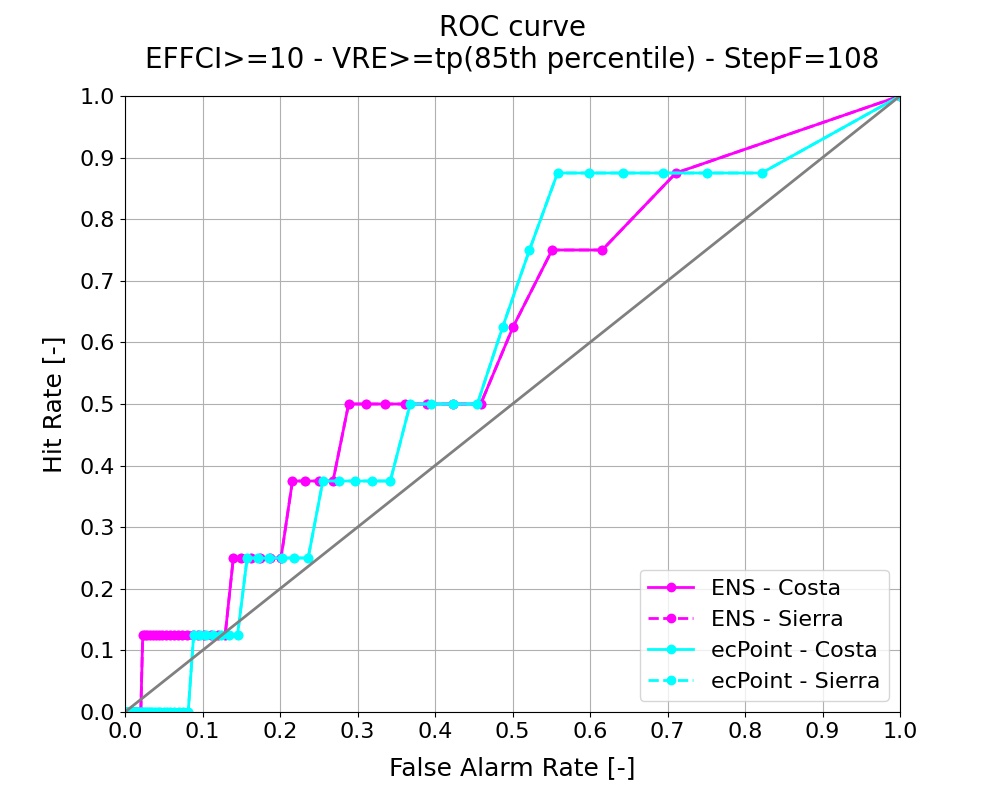 ROC curve
EFFCI>=10 - VRE>=tp(85th percentile) - StepF=108
1.0
0.9
0.8
0.7
0.6
0.5
0.4
0.3
0.2
0.1
0.0
Hit Rate [-]
ENS - Costa
ENS - Sierra
ecPoint - Costa
ecPoint - Sierra
0.0 0.1 0.2 0.3 0.4 0.5 0.6 0.7 0.8 0.9 1.0
False Alarm Rate [-]